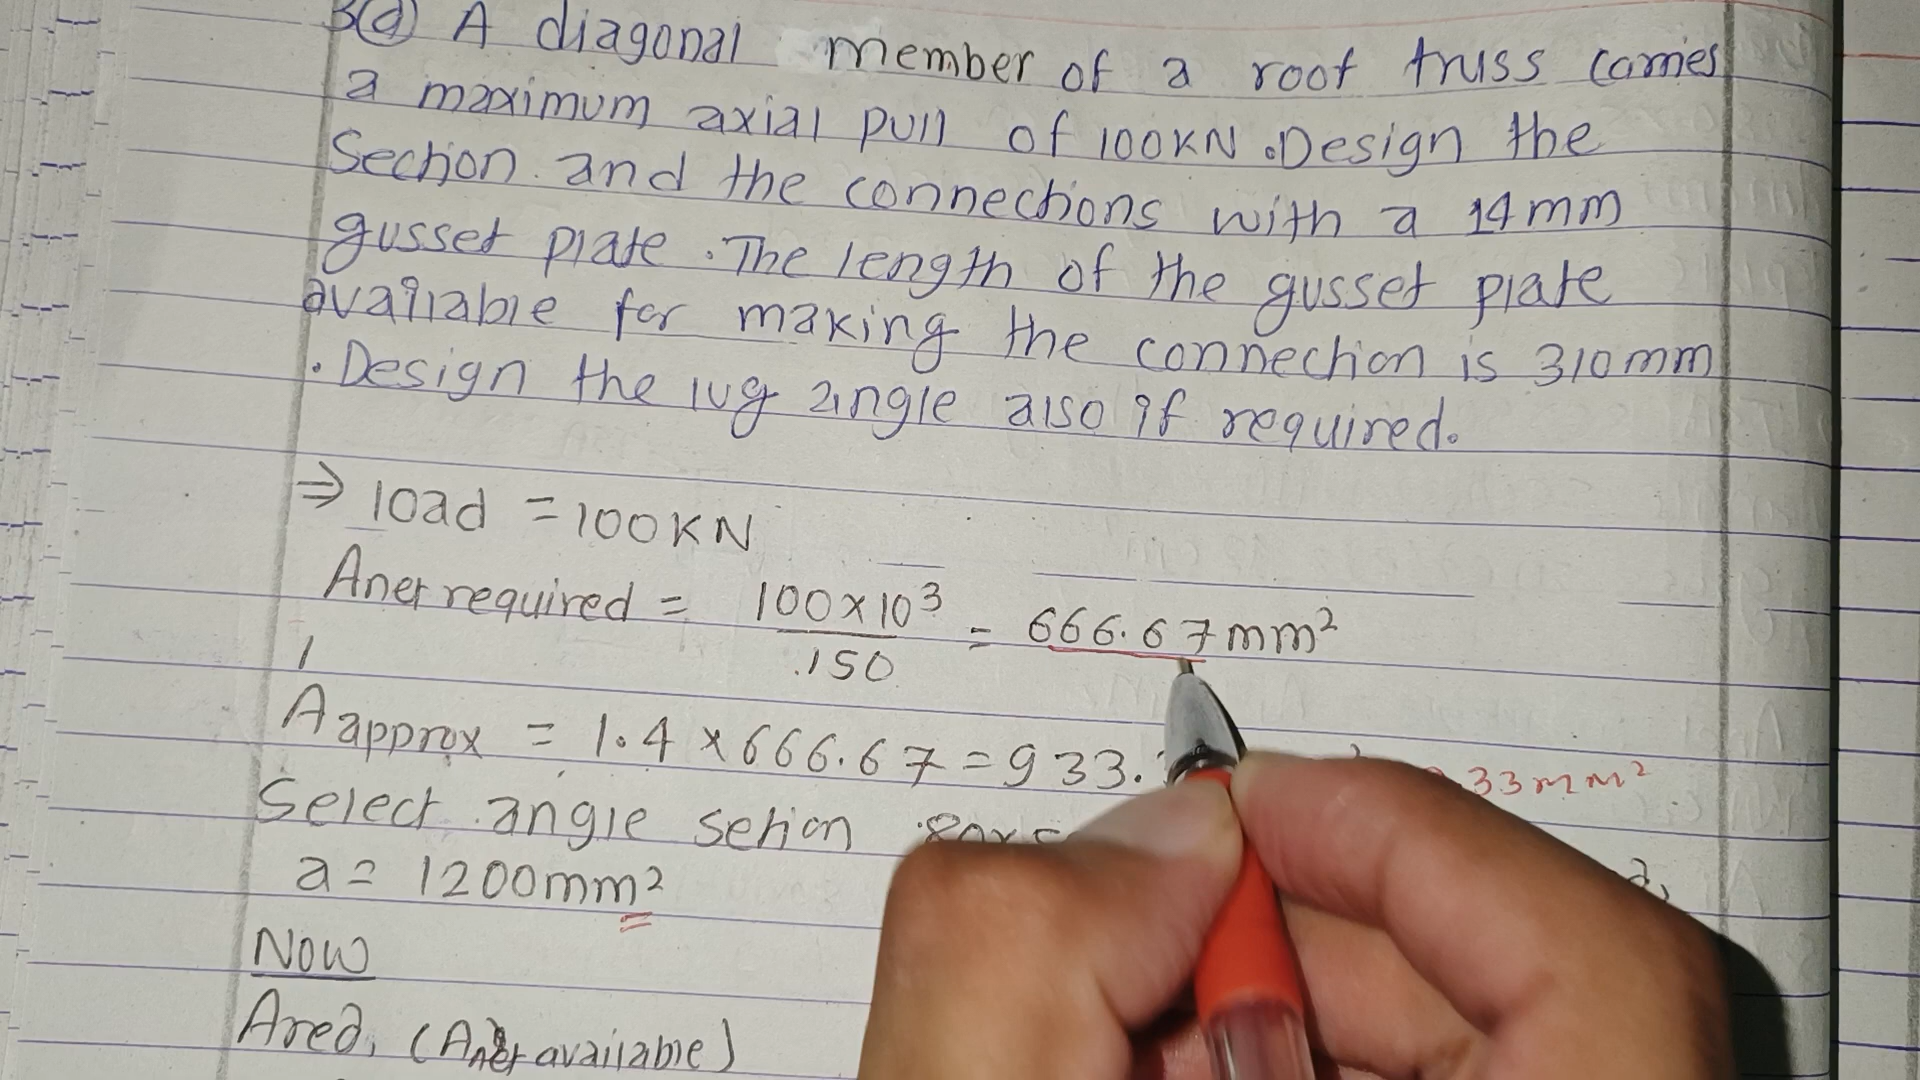 3(a) A diagonal member of a roof truss carries
a maximum axial pull of 100KN. Design the
Section and the connections with a 14mm
gusset plate. The length of the gusset plate
available for making the connection is 310mm
. Design the lug angle also if required.
⇒ load = 100KN
Anet required = 100×10³ / 150 = 666.67mm²
A approx = 1.4 × 666.67 = 933. 33mm²
Select angle setion
a = 1200mm²
Now
Areq, (Anet available)